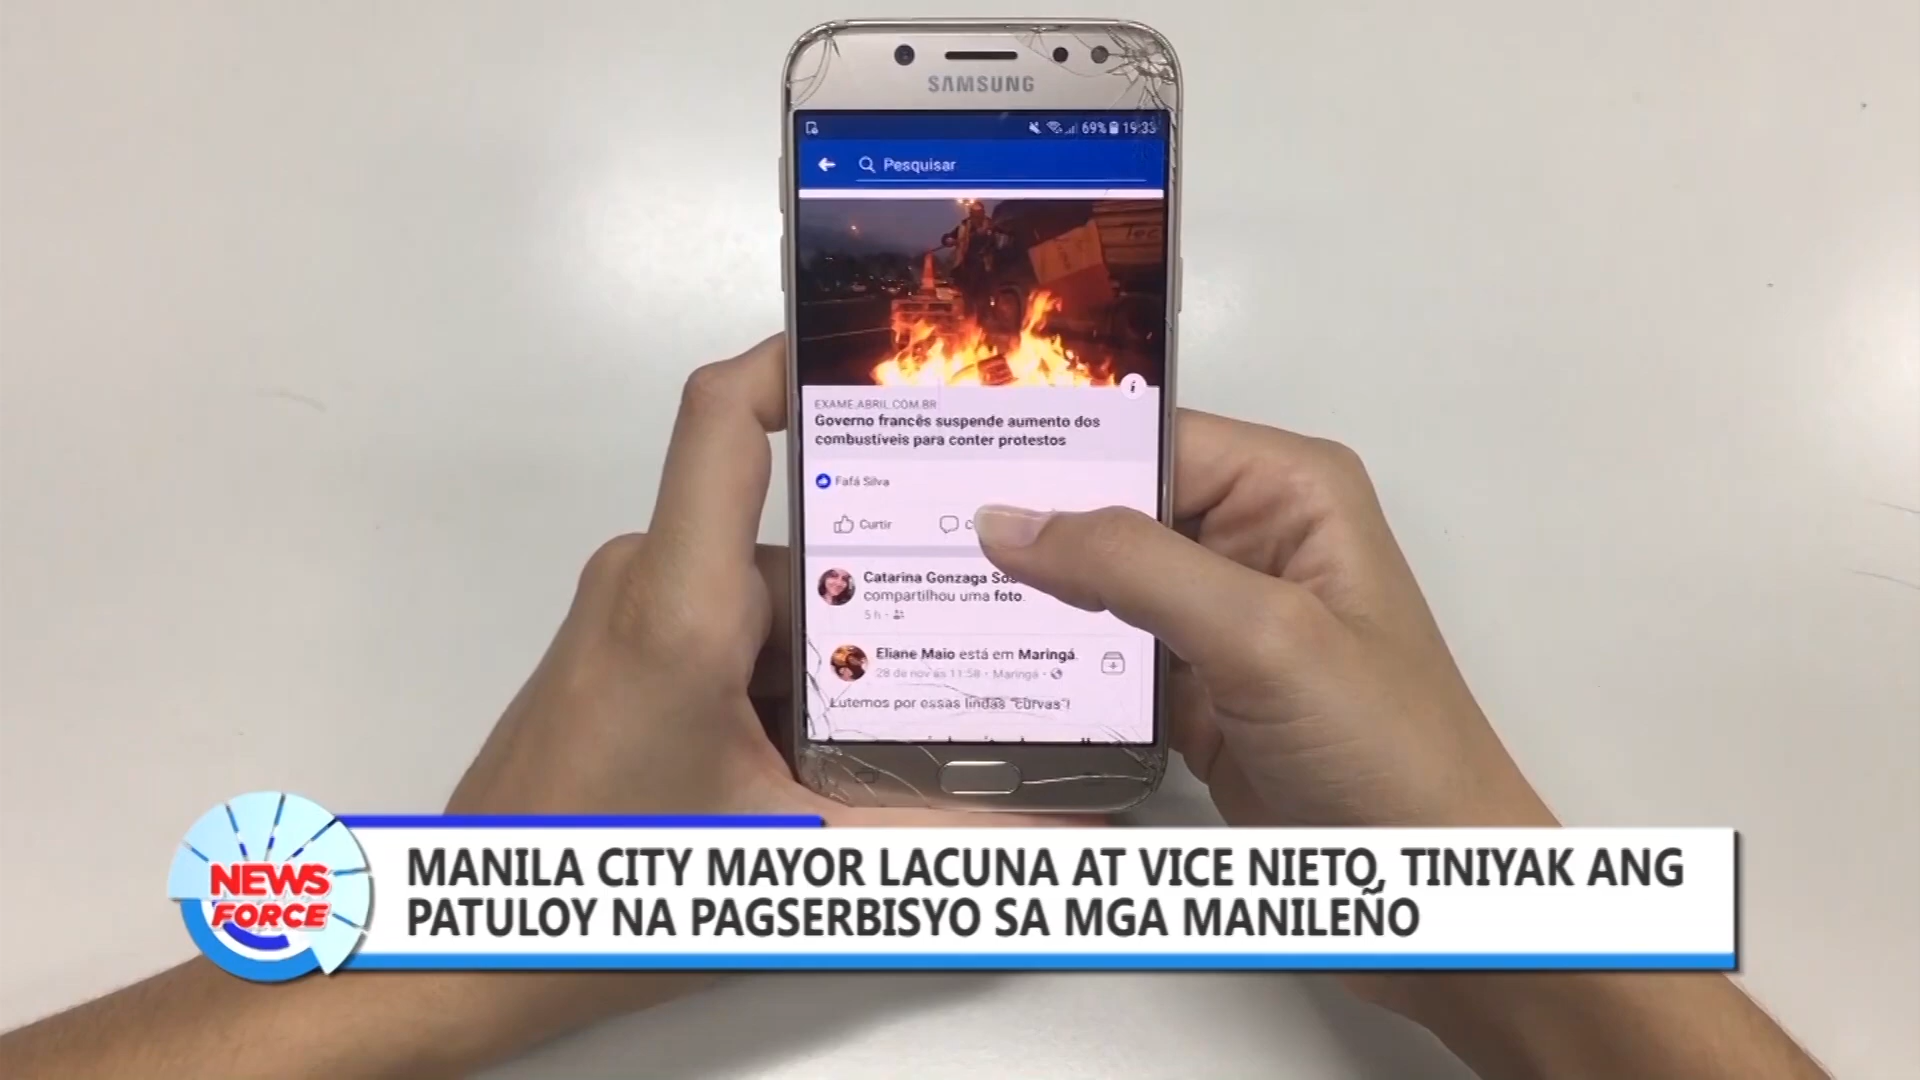 SAMSUNG
69% 19:33
Pesquisar
Tec
EXAME.ABRIL.COM.BR
Governo francês suspende aumento dos
combustíveis para conter protestos
Fafá Silva
Curtir
Catarina Gonzaga
compartilhou uma foto.
5 h
Eliane Maio está em Maringá.
28 de nov às 11:58 · Maringá ·
Lutemos por essas lindas "curvas"!
NEWS
FORCE
MANILA CITY MAYOR LACUNA AT VICE NIETO, TINIYAK ANG
PATULOY NA PAGSERBISYO SA MGA MANILEÑO